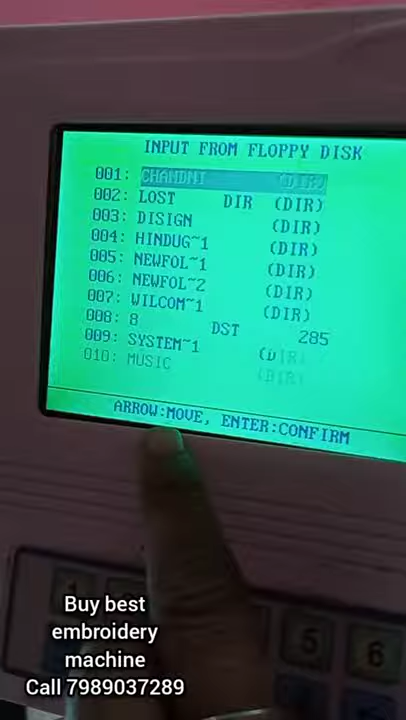 INPUT FROM FLOPPY DISK
001: CHANDNI (DIR)
002: LOST DIR (DIR)
003: DISIGN (DIR)
004: HINDUG~1 (DIR)
005: NEWFOL~1 (DIR)
006: NEWFOL~2 (DIR)
007: WILCOM~1 (DIR)
008: 8 DST 285
009: SYSTEM~1 (DIR)
010: MUSIC (DIR)
ARROW:MOVE, ENTER:CONFIRM
5 6
Buy best
embroidery
machine
Call 7989037289